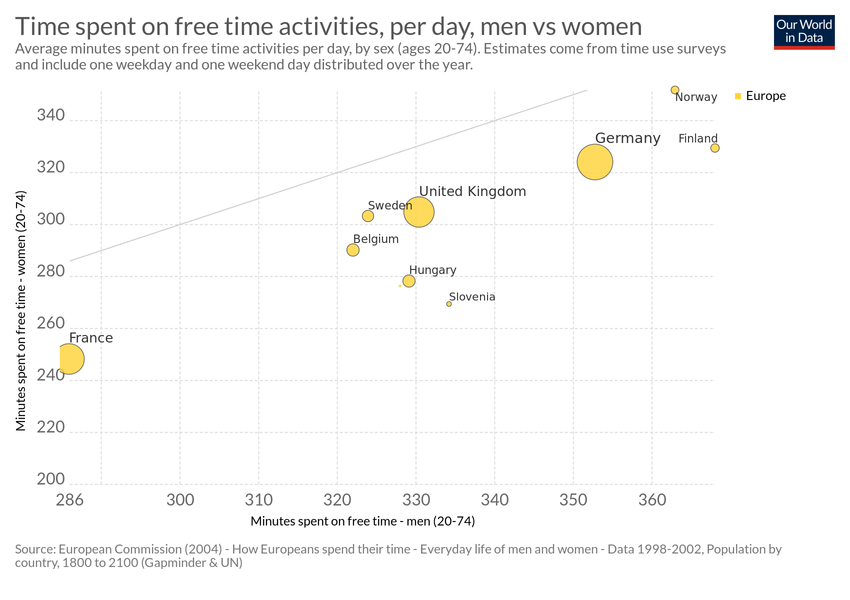 Time spent on free time activities, per day, men vs women
Our World
in Data
Average minutes spent on free time activities per day, by sex (ages 20-74). Estimates come from time use surveys
and include one weekday and one weekend day distributed over the year.
Norway
Europe
340
Germany
Finland
320
United Kingdom
Sweden
300
Belgium
280
Hungary
Slovenia
260
France
240
220
200
Minutes spent on free time - women (20-74)
286
300
310
320
330
340
350
360
Minutes spent on free time - men (20-74)
Source: European Commission (2004) - How Europeans spend their time - Everyday life of men and women - Data 1998-2002, Population by
country, 1800 to 2100 (Gapminder & UN)